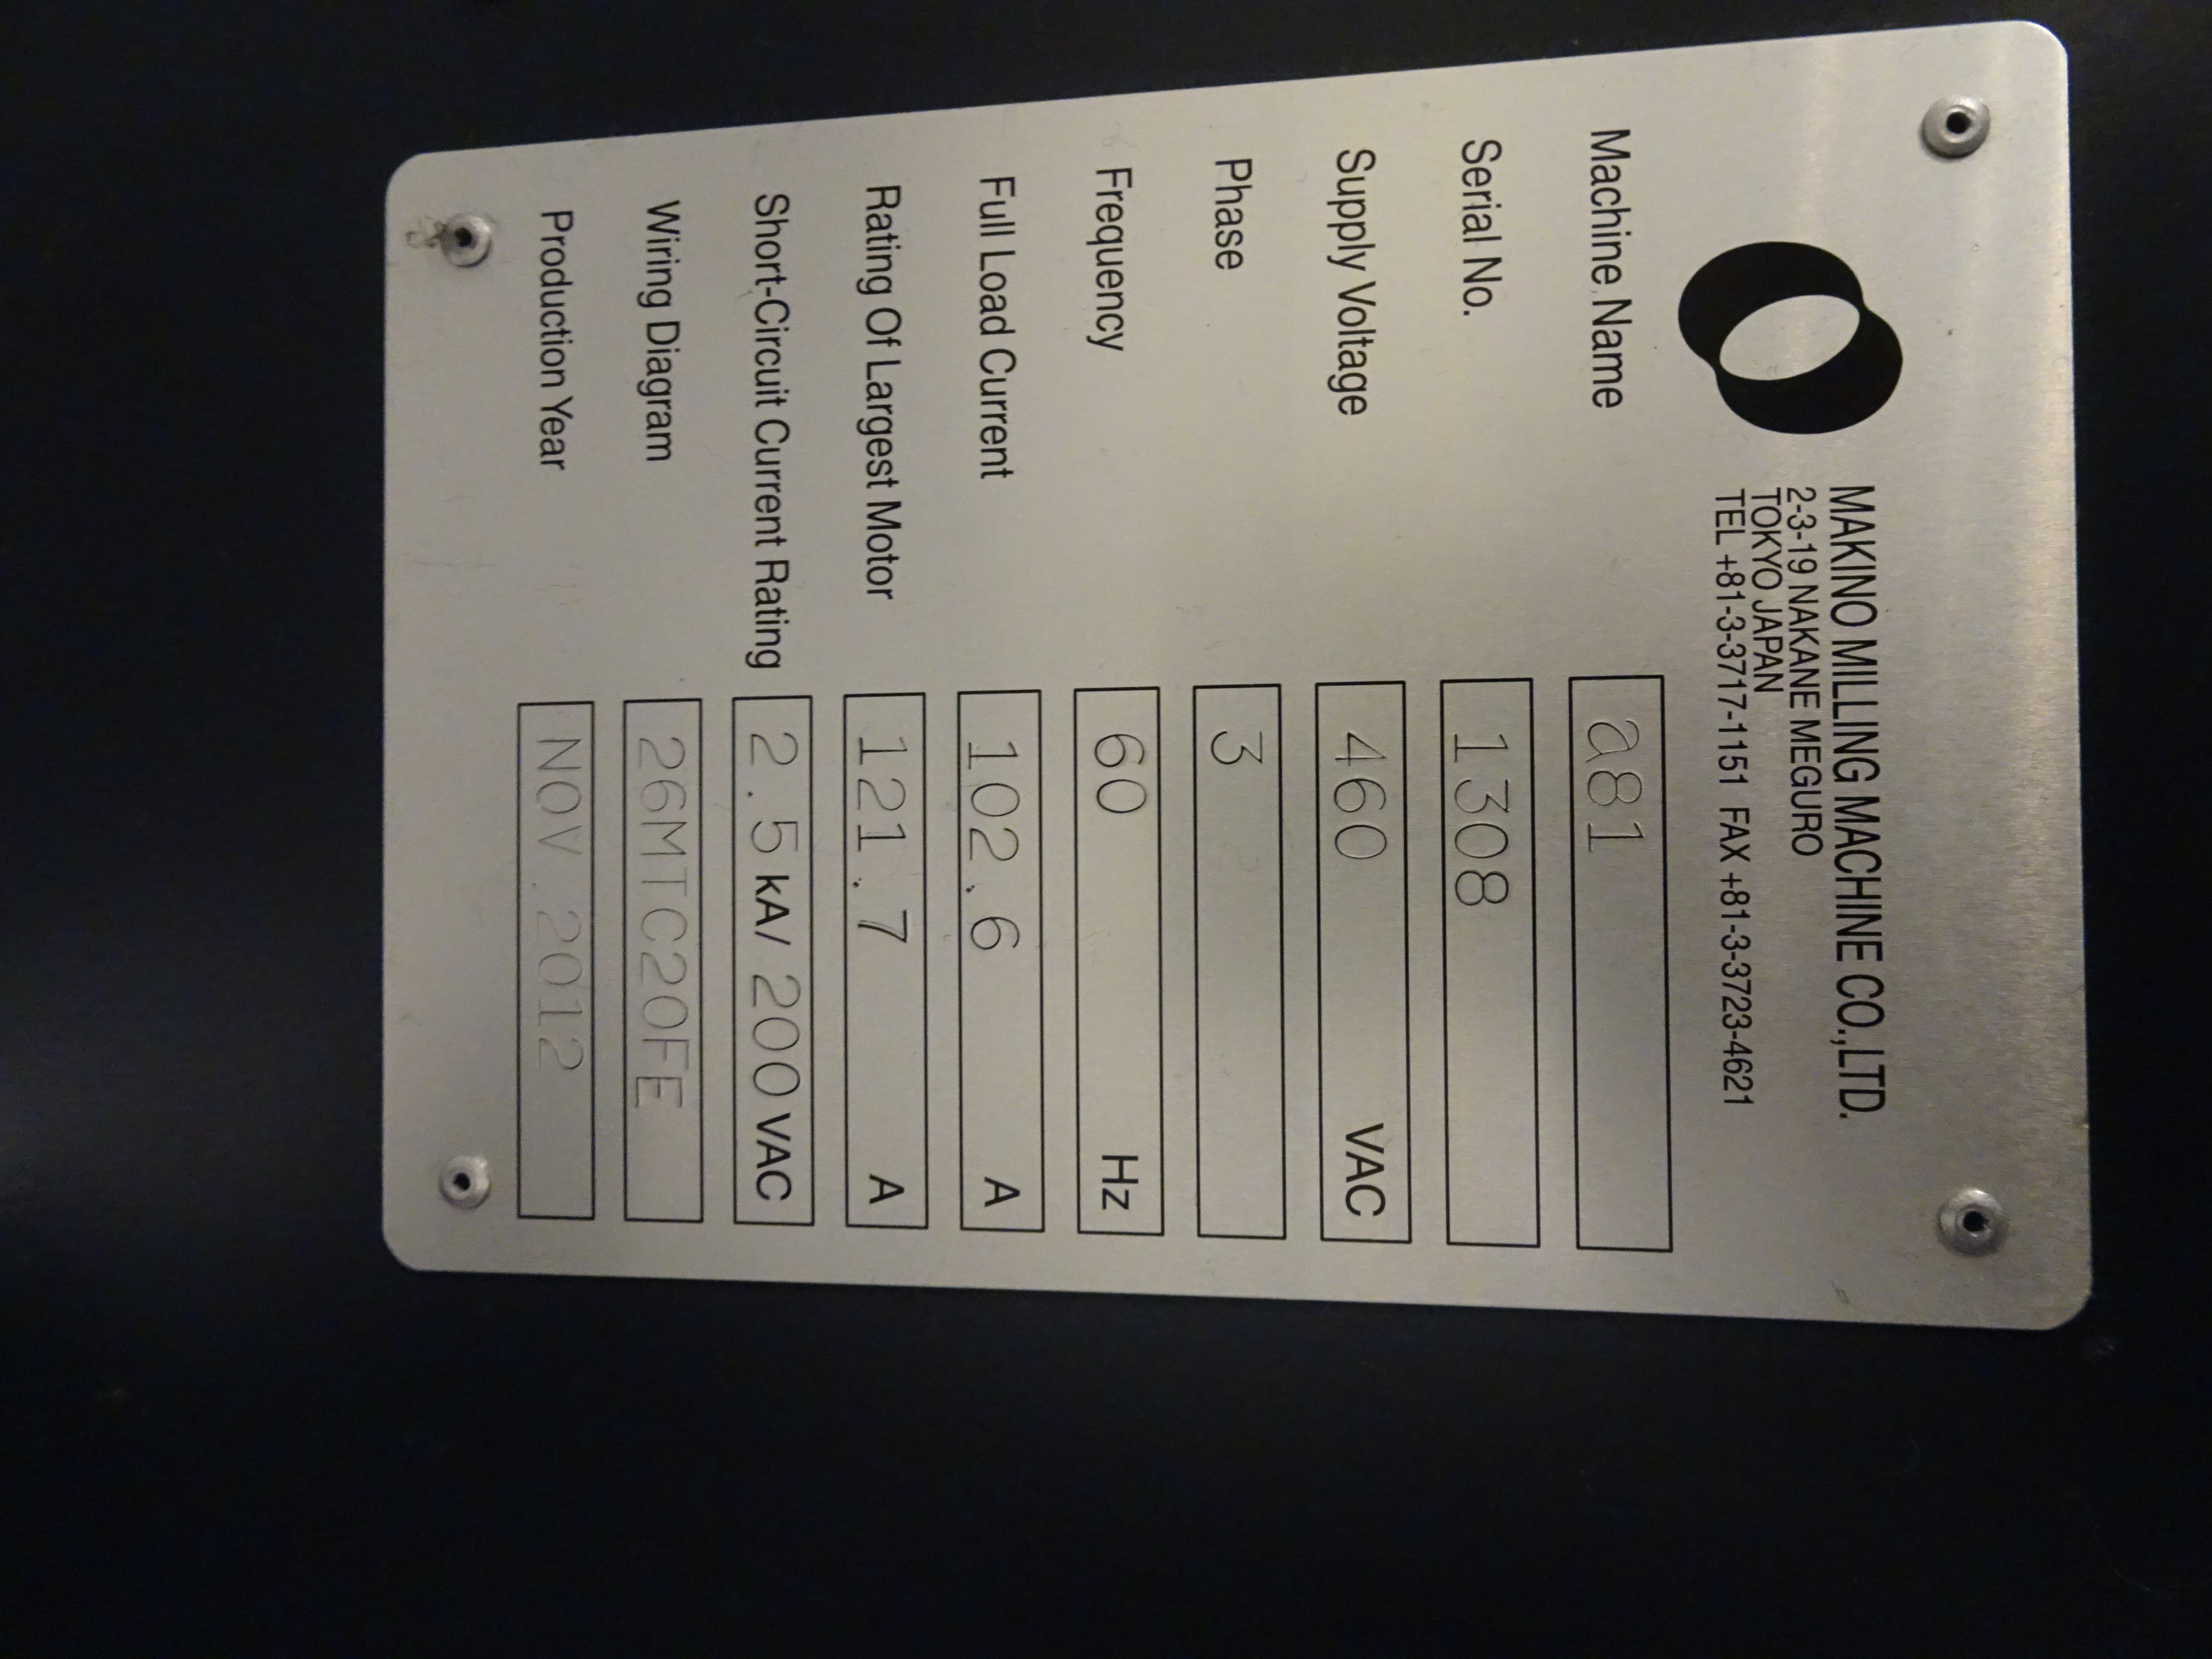 MAKINO MILLING MACHINE CO.,LTD.
2-3-19 NAKANE MEGURO
TOKYO JAPAN
TEL +81-3-3717-1151 FAX +81-3-3723-4621
Machine Name a81
Serial No. 1308
Supply Voltage 460 VAC
Phase 3
Frequency 60 Hz
Full Load Current 102.6 A
Rating Of Largest Motor 121.7 A
Short-Circuit Current Rating 2.5 kA/ 200 VAC
Wiring Diagram 26MTC20FE
Production Year NOV.2012